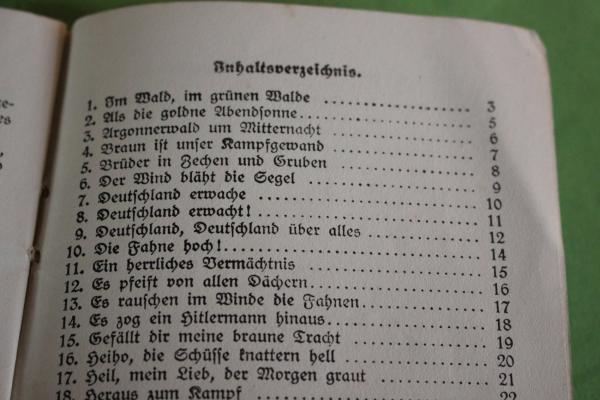 Inhaltsverzeichnis.
1. Im Wald, im grünen Walde 3
2. Als die goldne Abendsonne 5
3. Argonnerwald um Mitternacht 6
4. Braun ist unser Kampfgewand 7
5. Brüder in Zechen und Gruben 8
6. Der Wind bläht die Segel 9
7. Deutschland erwache 10
8. Deutschland erwacht! 11
9. Deutschland, Deutschland über alles 12
10. Die Fahne hoch! 14
11. Ein herrliches Vermächtnis 15
12. Es pfeift von allen Dächern 16
13. Es rauschen im Winde die Fahnen 17
14. Es zog ein Hitlermann hinaus 18
15. Gefällt dir meine braune Tracht 19
16. Heiho, die Schüsse knattern hell 20
17. Heil, mein Lieb, der Morgen graut 21
18. Heraus zum Kampf 22